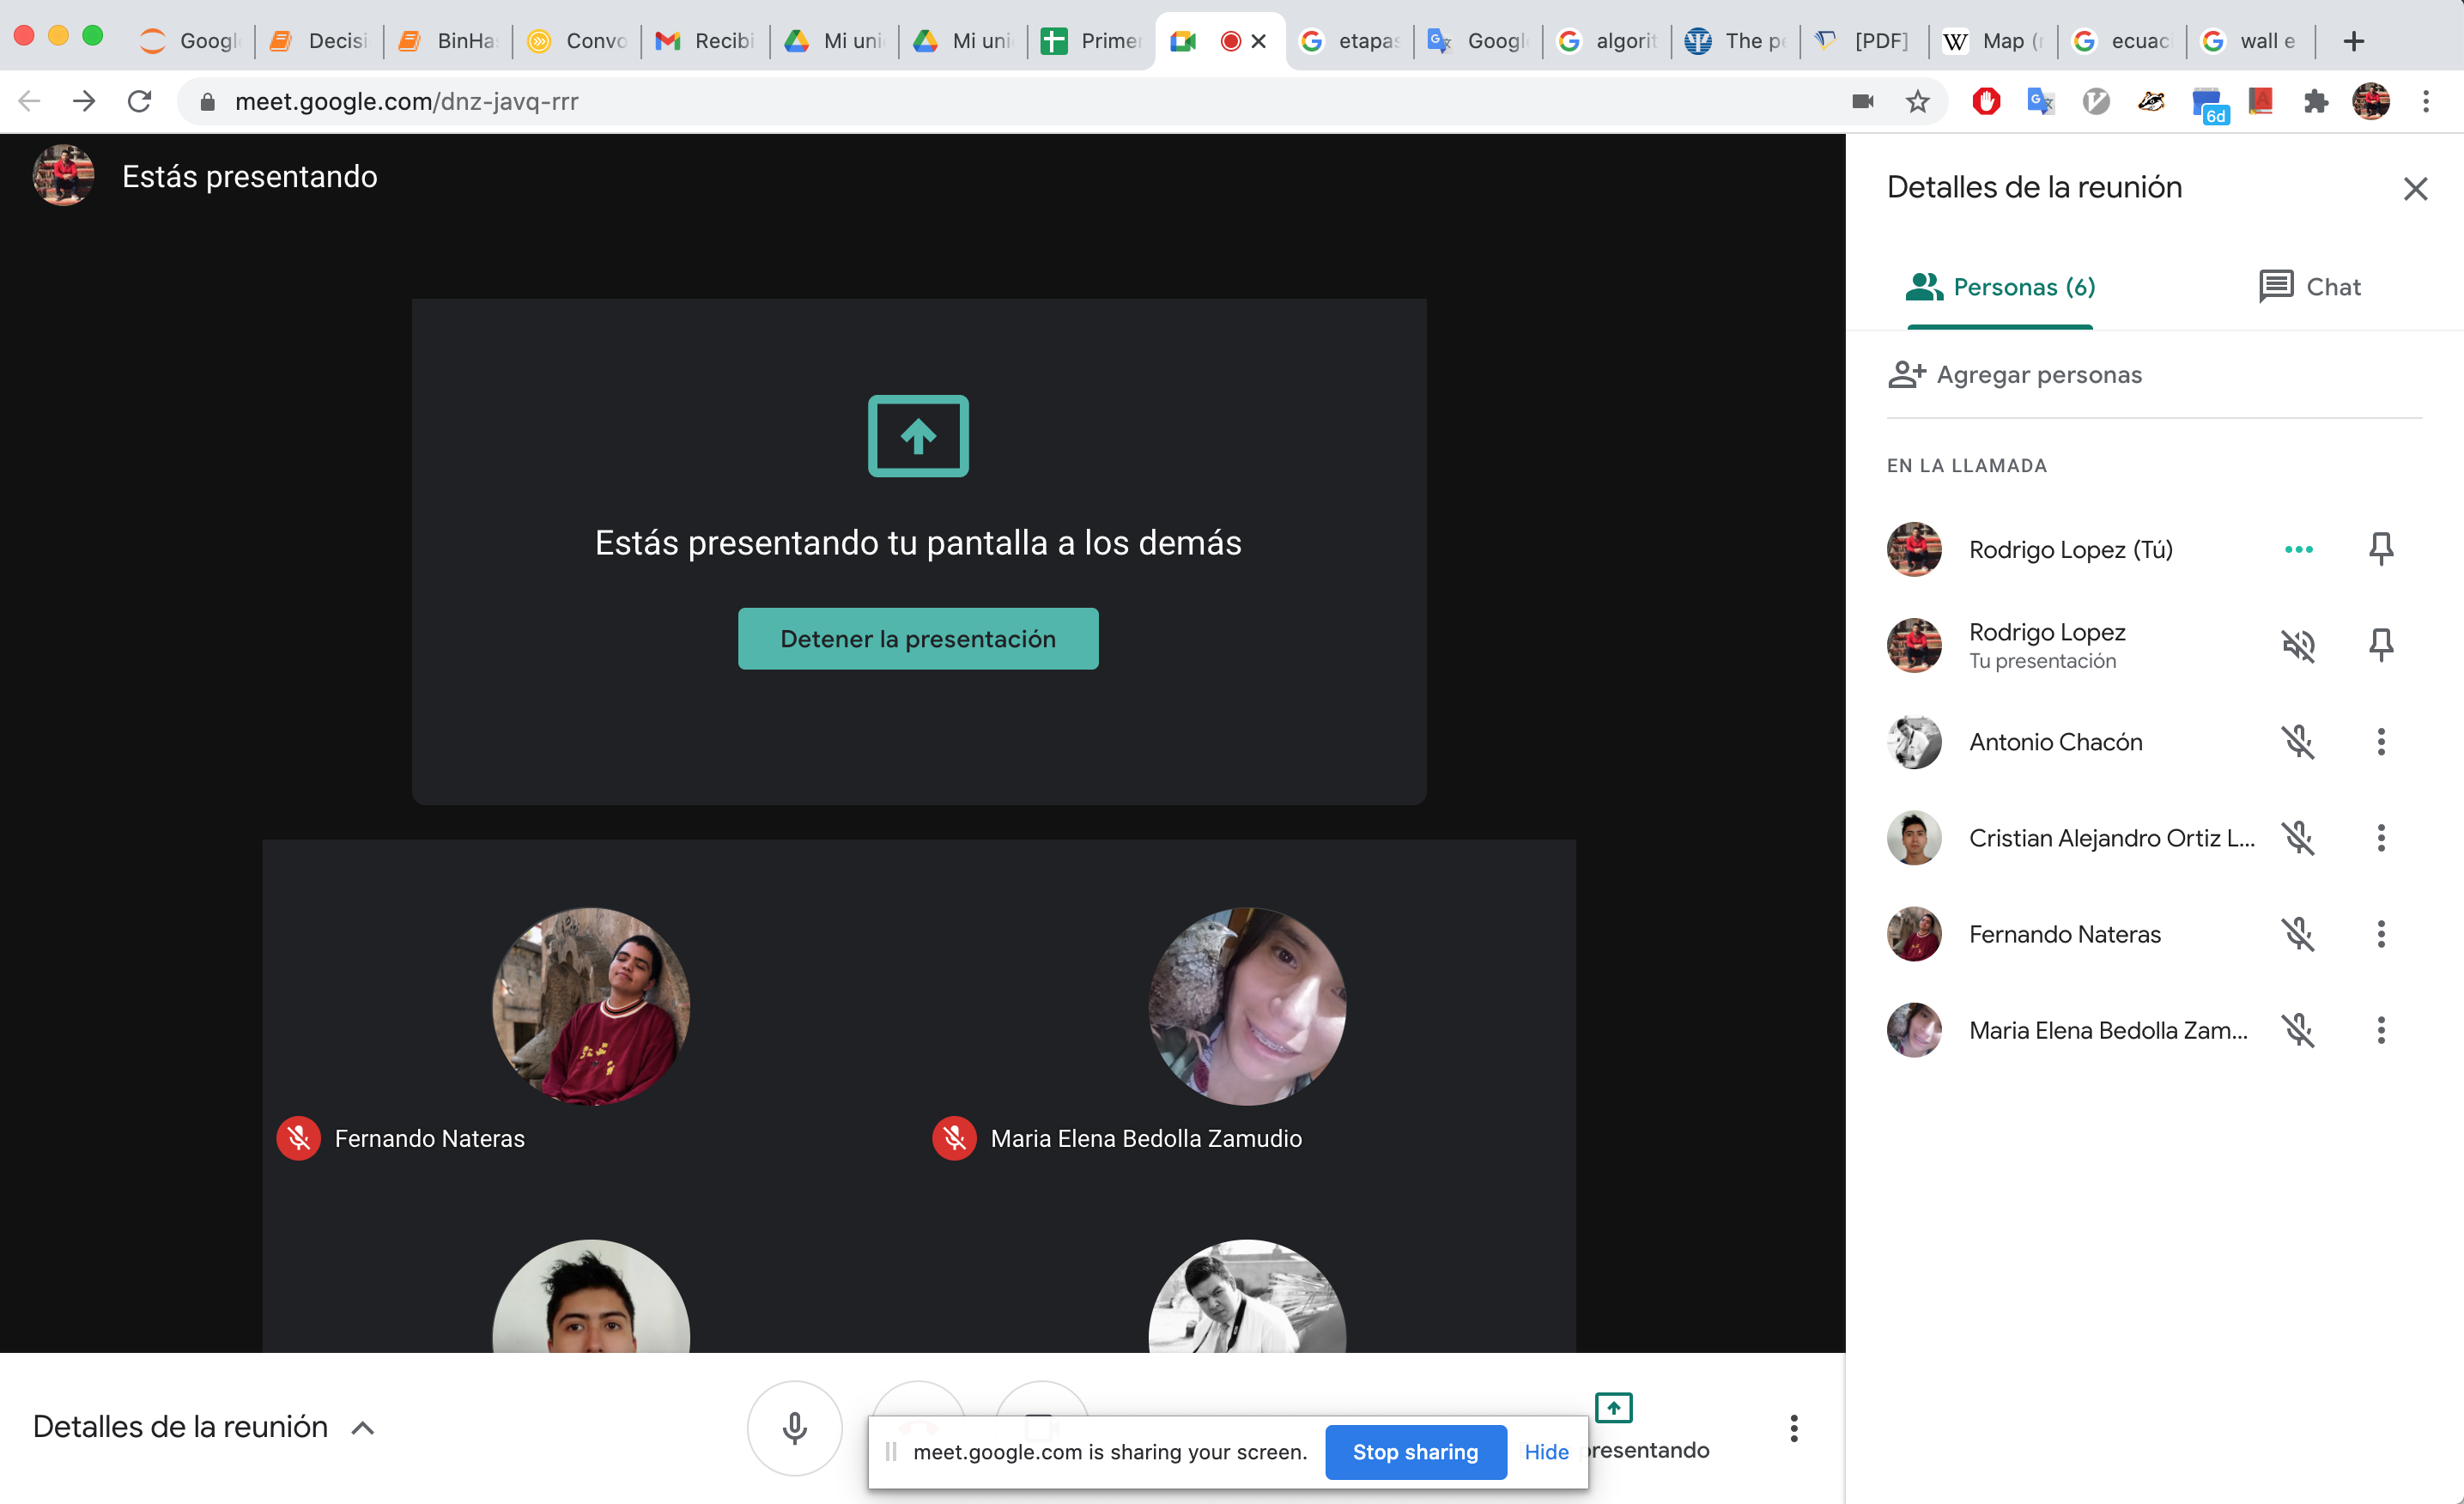 Googl
Decisi
BinHa
Convo
Recibi
Mi uni
Mi uni
Primer
etapas
Googl
algorit
The pe
[PDF]
Map (
ecuaci
wall e
meet.google.com/dnz-javq-rrr
6d
Estás presentando
Estás presentando tu pantalla a los demás
Detener la presentación
Fernando Nateras
Maria Elena Bedolla Zamudio
Detalles de la reunión
meet.google.com is sharing your screen.
Stop sharing
Hide
presentando
Detalles de la reunión
Personas (6)
Chat
Agregar personas
EN LA LLAMADA
Rodrigo Lopez (Tú)
Rodrigo Lopez
Tu presentación
Antonio Chacón
Cristian Alejandro Ortiz L...
Fernando Nateras
Maria Elena Bedolla Zam...